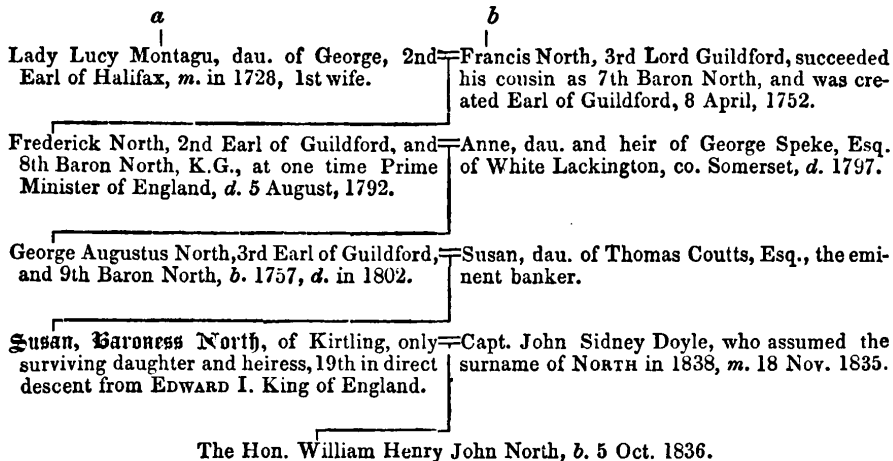 a b
Lady Lucy Montagu, dau. of George, 2nd
Earl of Halifax, m. in 1728, 1st wife.
Francis North, 3rd Lord Guildford, succeeded
his cousin as 7th Baron North, and was cre-
ated Earl of Guildford, 8 April, 1752.
Frederick North, 2nd Earl of Guildford, and
8th Baron North, K.G., at one time Prime
Minister of England, d. 5 August, 1792.
Anne, dau. and heir of George Speke, Esq.
of White Lackington, co. Somerset, d. 1797.
George Augustus North, 3rd Earl of Guildford,
and 9th Baron North, b. 1757, d. in 1802.
Susan, dau. of Thomas Coutts, Esq., the emi-
nent banker.
Susan, Baroness North, of Kirtling, only
surviving daughter and heiress, 19th in direct
descent from EDWARD I. King of England.
Capt. John Sidney Doyle, who assumed the
surname of NORTH in 1838, m. 18 Nov. 1835.
The Hon. William Henry John North, b. 5 Oct. 1836.